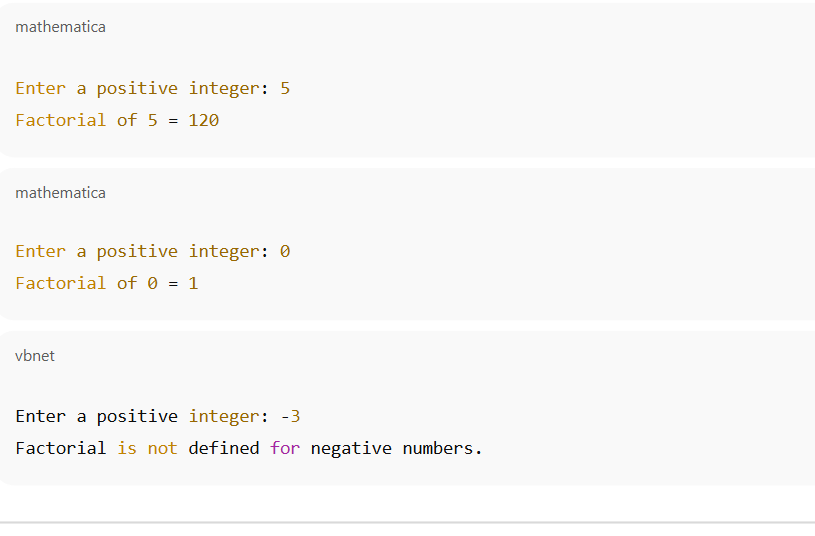 mathematica
Enter a positive integer: 5
Factorial of 5 = 120
mathematica
Enter a positive integer: 0
Factorial of 0 = 1
vbnet
Enter a positive integer: -3
Factorial is not defined for negative numbers.